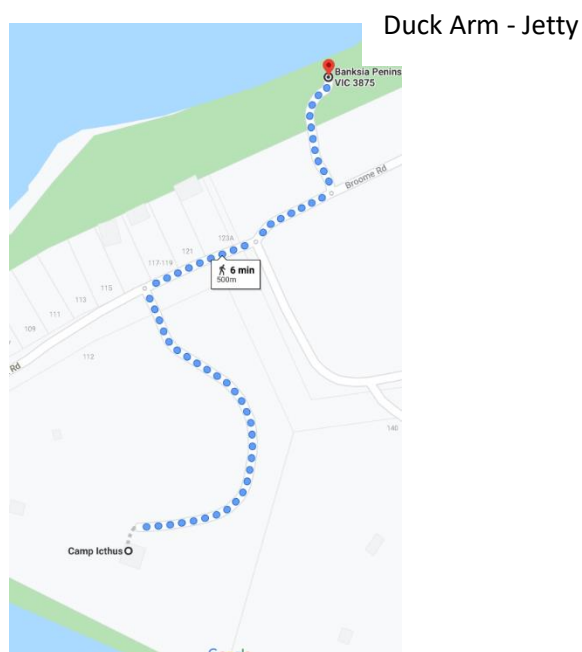 Duck Arm - Jetty
Banksia Penins
VIC 3875
Broome Rd
123A
121
117-119
6 min
500m
115
113
111
109
Rd
112
140
Camp Icthus